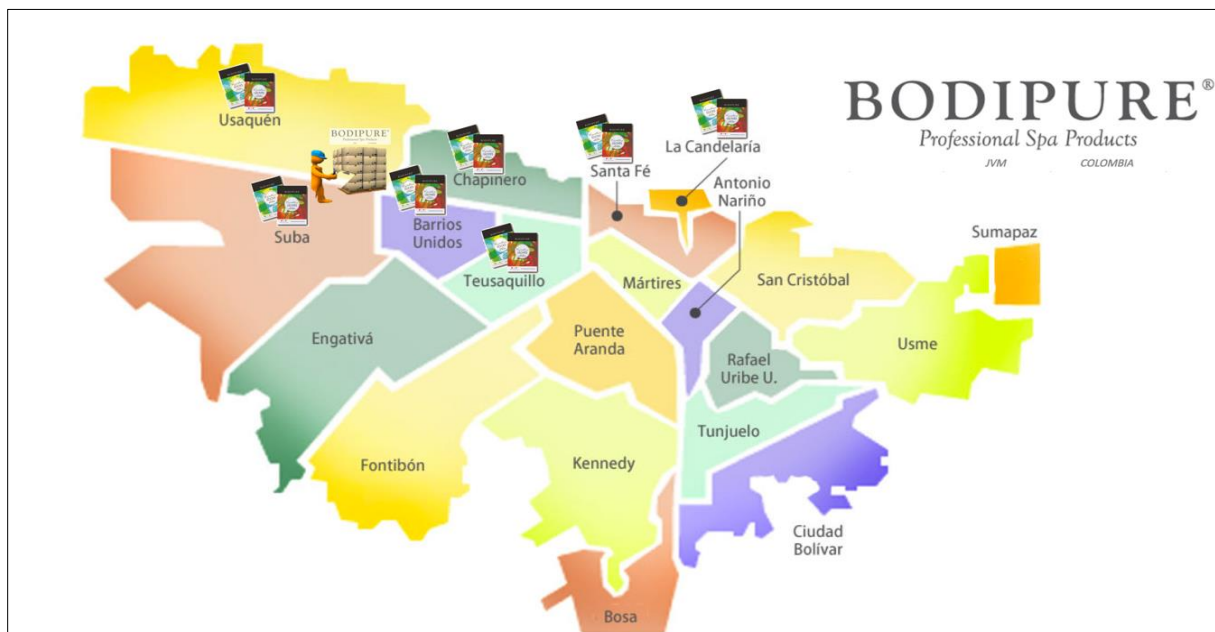 BODIPURE®
Professional Spa Products
JVM COLOMBIA
Usaquén
BODIPURE
Chapinero
Santa Fé
La Candelaría
Antonio
Nariño
Sumapaz
Suba
Barrios
Unidos
Teusaquillo
Mártires
San Cristóbal
Engativá
Puente
Aranda
Rafael
Uribe U.
Usme
Tunjuelo
Fontibón
Kennedy
Ciudad
Bolívar
Bosa